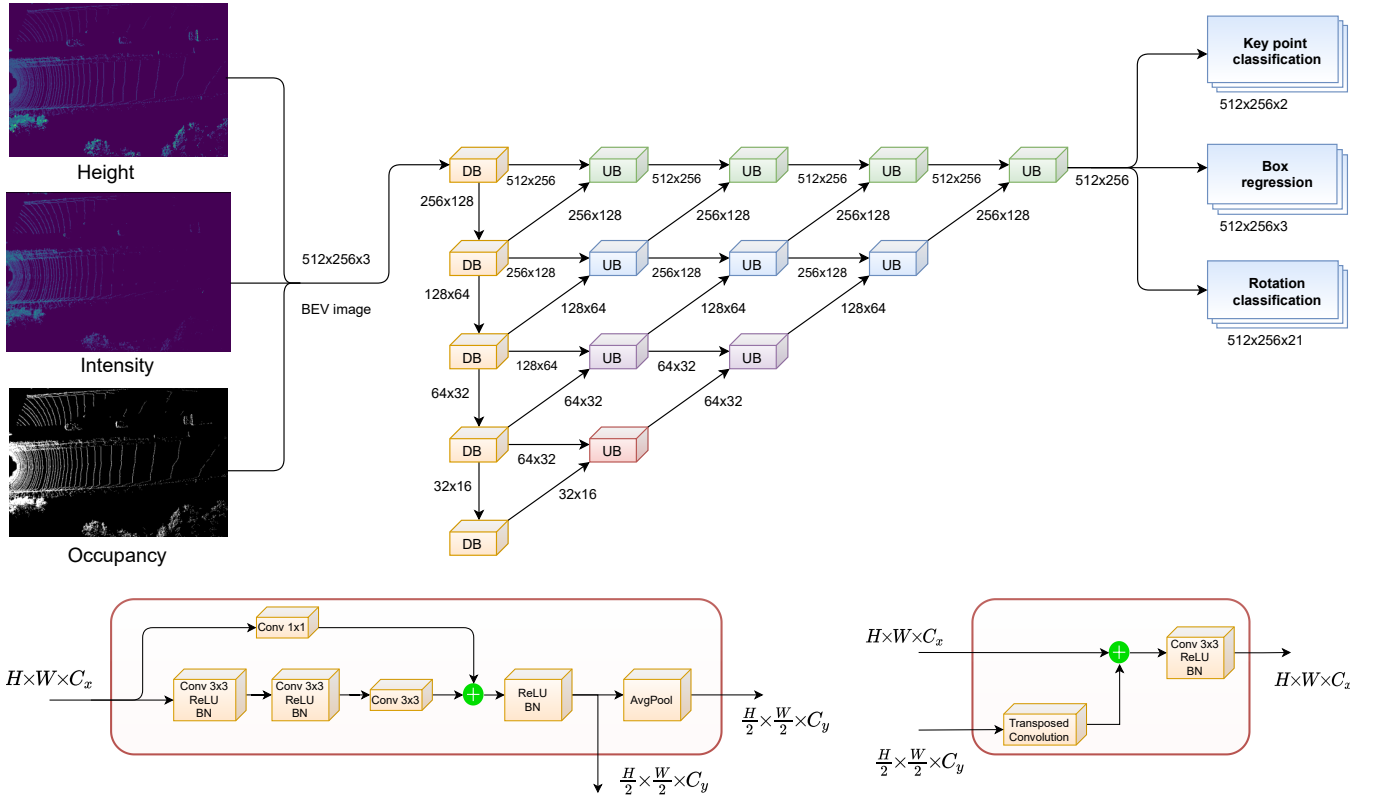 Height
Intensity
Occupancy
512x256x3
BEV image
DB
512x256
UB
512x256
UB
512x256
UB
512x256
UB
512x256
256x128
256x128
256x128
256x128
256x128
DB
256x128
UB
256x128
UB
256x128
UB
128x64
128x64
128x64
128x64
DB
128x64
UB
64x32
UB
64x32
64x32
64x32
DB
64x32
UB
32x16
32x16
DB
Key point
classification
512x256x2
Box
regression
512x256x3
Rotation
classification
512x256x21
H×W×Cₓ
Conv 1x1
Conv 3x3
ReLU
BN
Conv 3x3
ReLU
BN
Conv 3x3
+
ReLU
BN
AvgPool
H/2 × W/2 × C_y
H/2 × W/2 × C_y
H×W×Cₓ
+
Conv 3x3
ReLU
BN
H×W×Cₓ
Transposed
Convolution
H/2 × W/2 × C_y